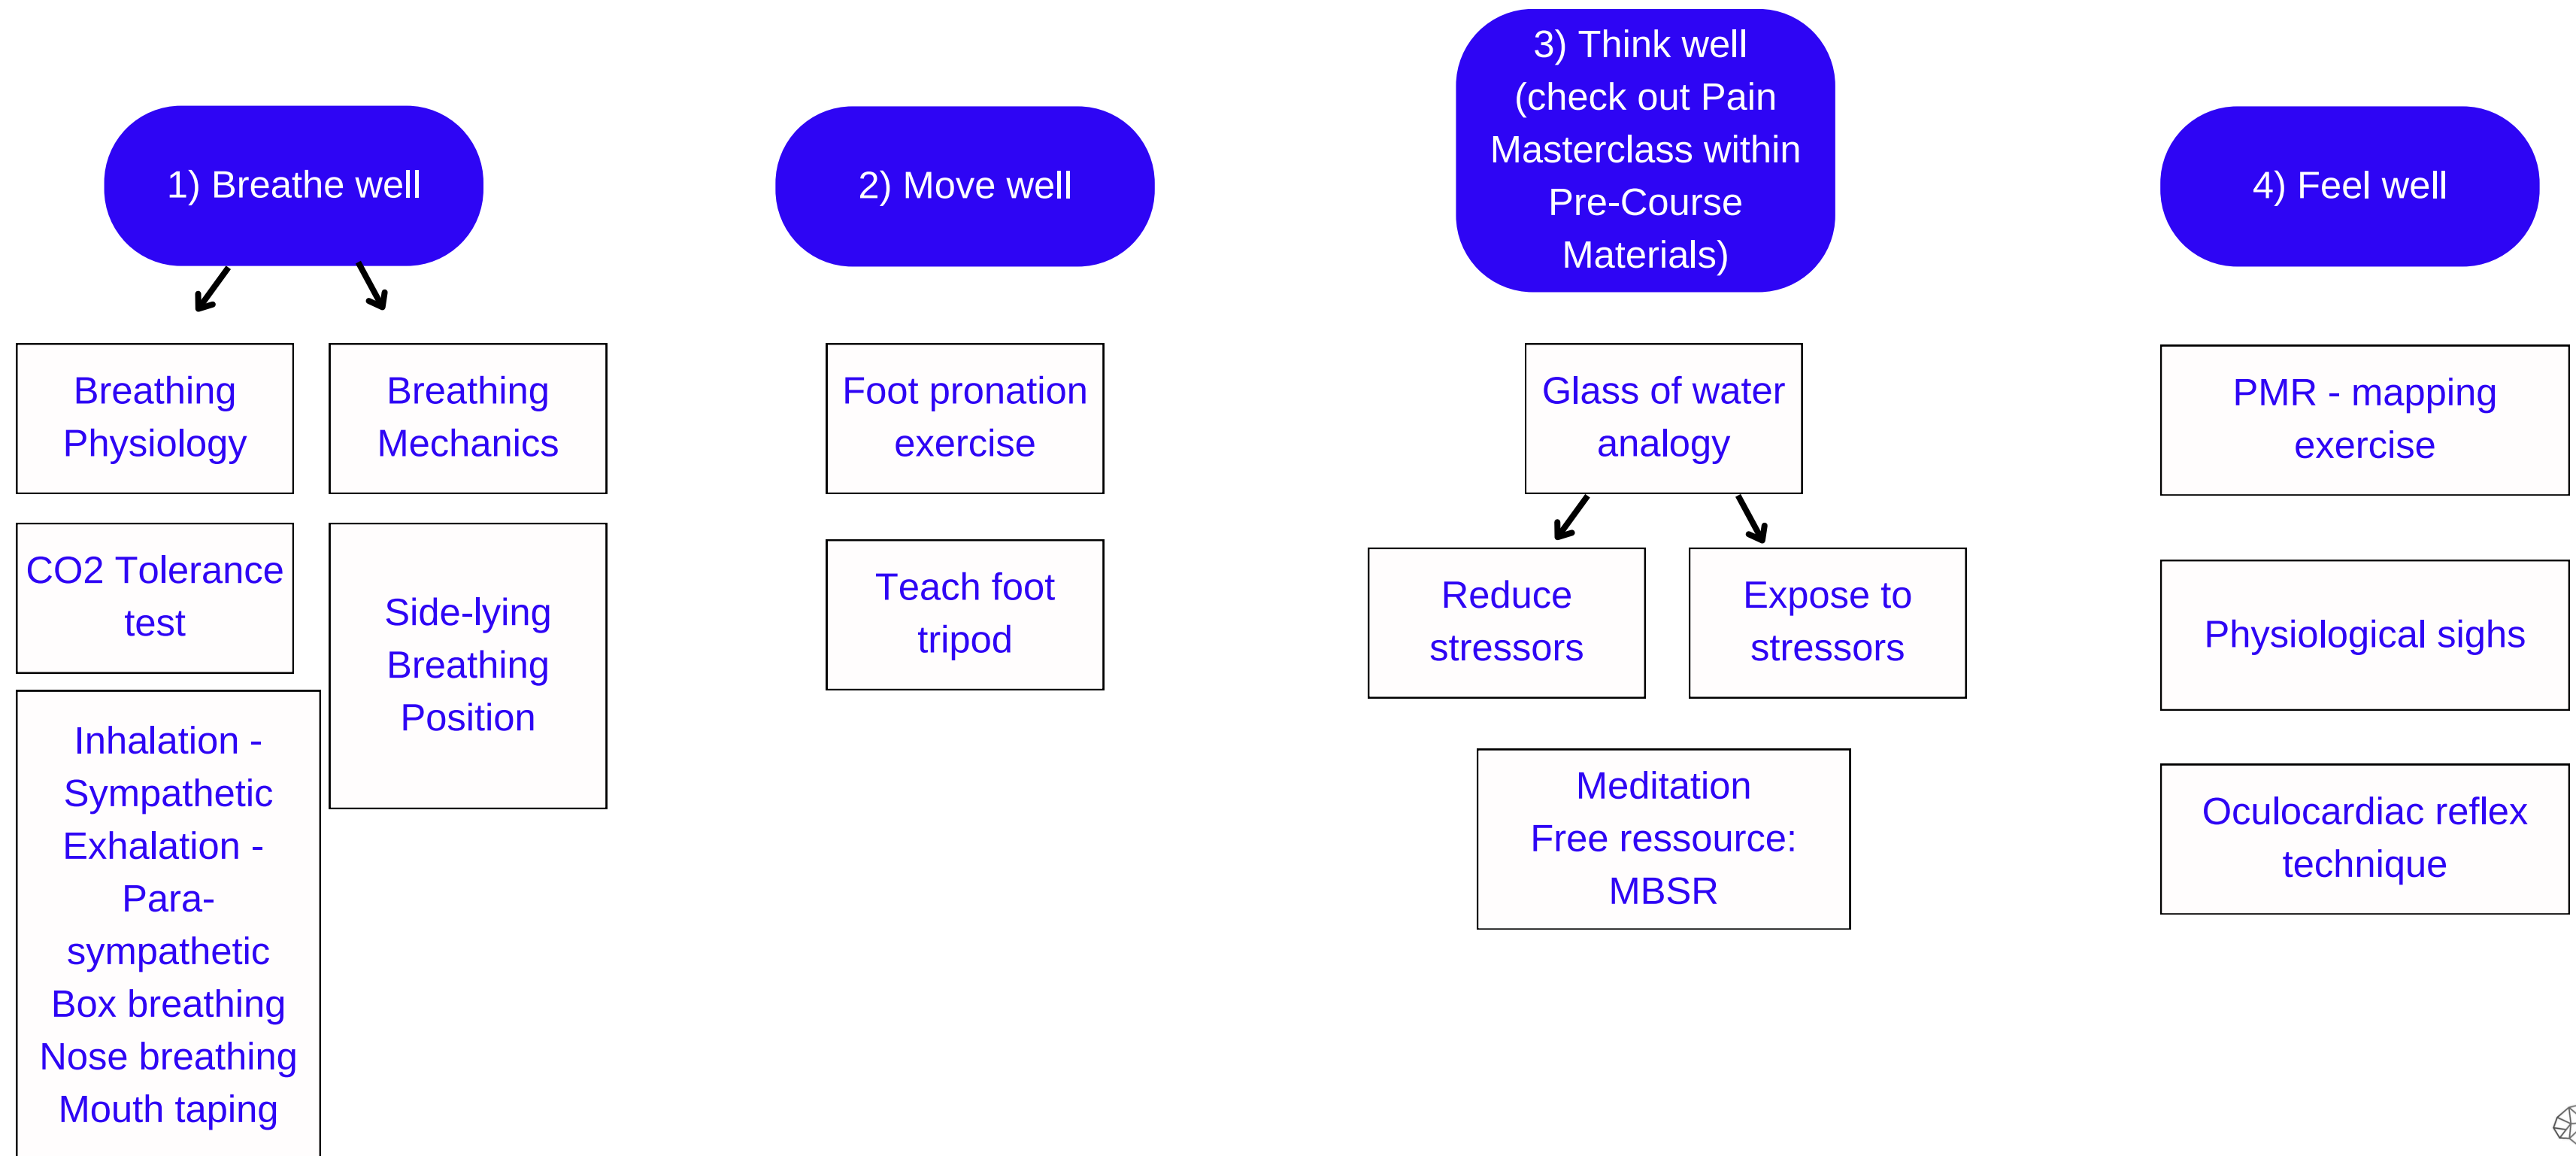 1) Breathe well
Breathing
Physiology
Breathing
Mechanics
CO2 Tolerance
test
Side-lying
Breathing
Position
Inhalation -
Sympathetic
Exhalation -
Para-
sympathetic
Box breathing
Nose breathing
Mouth taping
2) Move well
Foot pronation
exercise
Teach foot
tripod
3) Think well
(check out Pain
Masterclass within
Pre-Course
Materials)
Glass of water
analogy
Reduce
stressors
Expose to
stressors
Meditation
Free ressource:
MBSR
4) Feel well
PMR - mapping
exercise
Physiological sighs
Oculocardiac reflex
technique